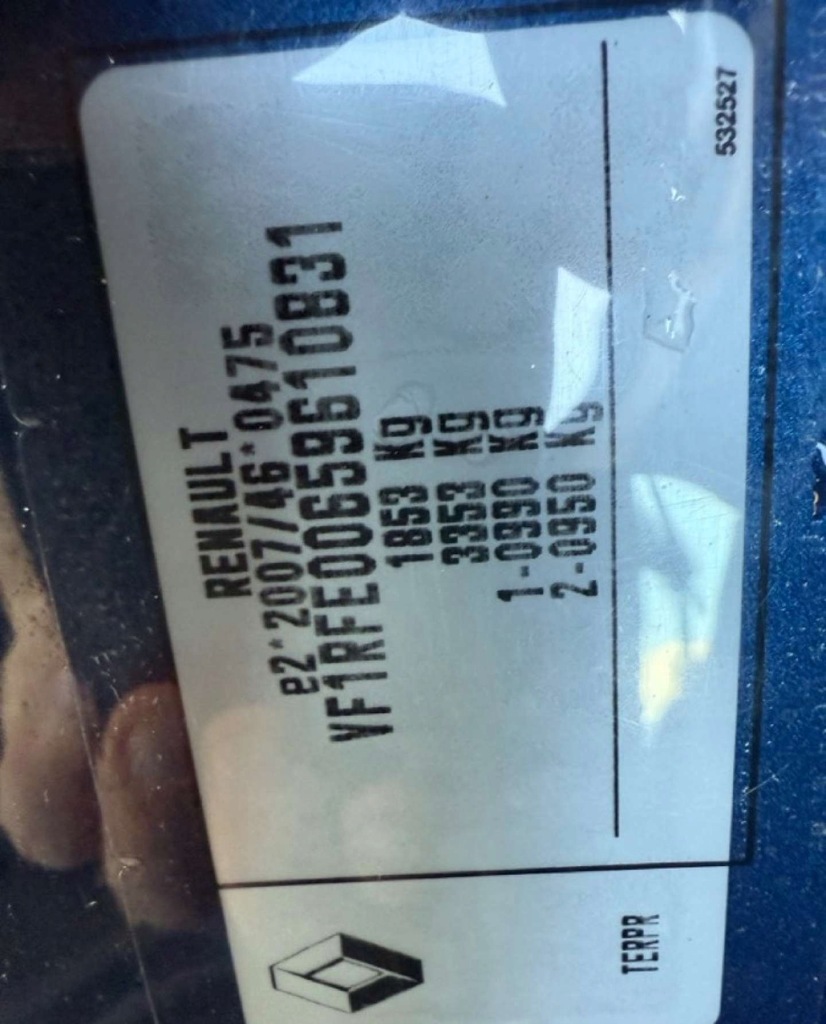 RENAULT
e2*2007/46*0475
VF1RFE00659610831
1853 Kg
3353 Kg
1-0990 Kg
2-0950 Kg
TERPR
532527